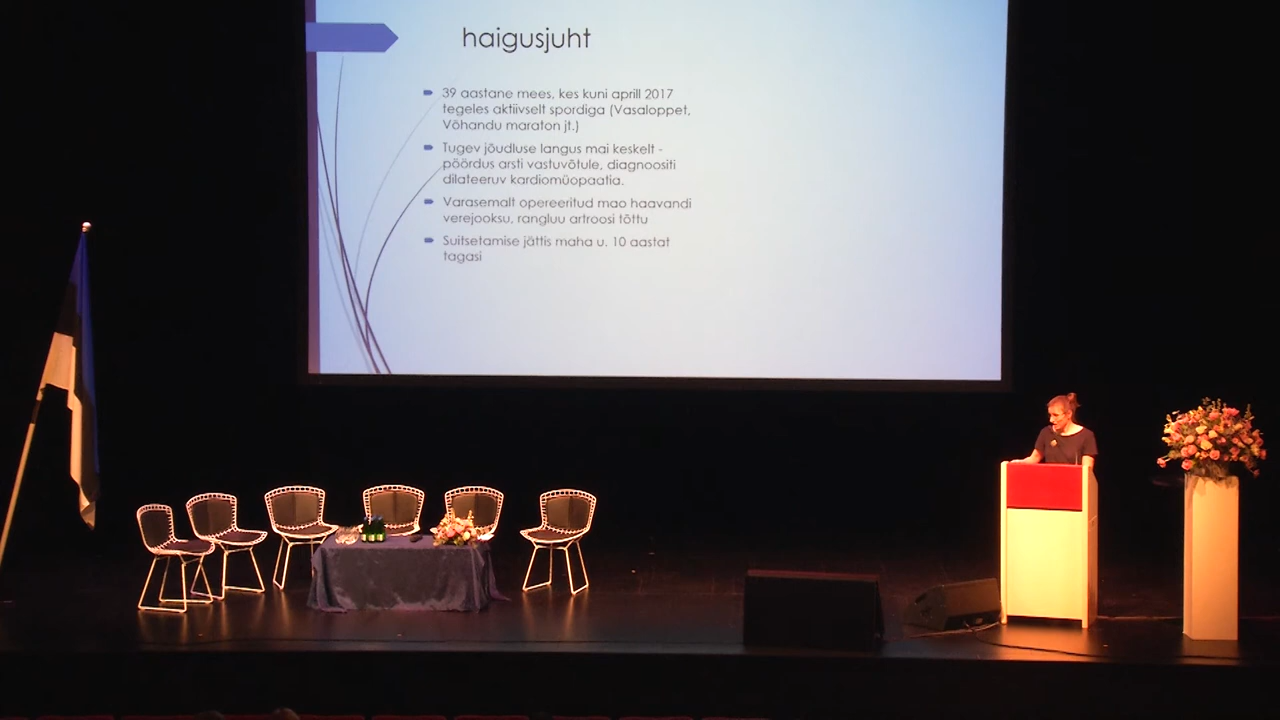 haigusjuht
39 aastane mees, kes kuni aprill 2017
tegeles aktiivselt spordiga (Vasaloppet,
Võhandu maraton jt.)
Tugev jõudluse langus mai keskelt -
pöördus arsti vastuvõtule, diagnoositi
dilateeruv kardiomüopaatia.
Varasemalt opereeritud mao haavandi
verejooksu, rangluu artroosi tõttu
Suitsetamise jättis maha u. 10 aastat
tagasi